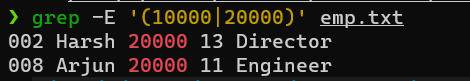 ❯ grep -E '(10000|20000)' emp.txt
002 Harsh 20000 13 Director
008 Arjun 20000 11 Engineer